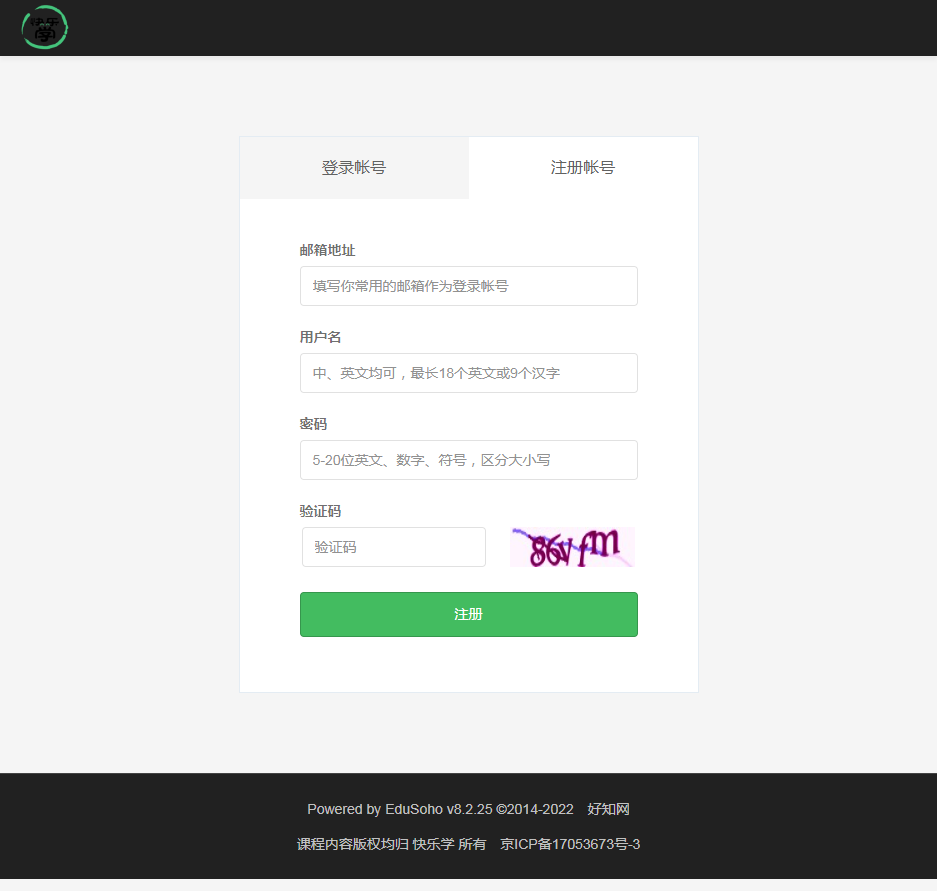 快乐
学
登录帐号
注册帐号
邮箱地址
填写你常用的邮箱作为登录帐号
用户名
中、英文均可，最长18个英文或9个汉字
密码
5-20位英文、数字、符号，区分大小写
验证码
验证码
86vfm
注册
Powered by EduSoho v8.2.25 ©2014-2022 好知网
课程内容版权均归 快乐学 所有 京ICP备17053673号-3